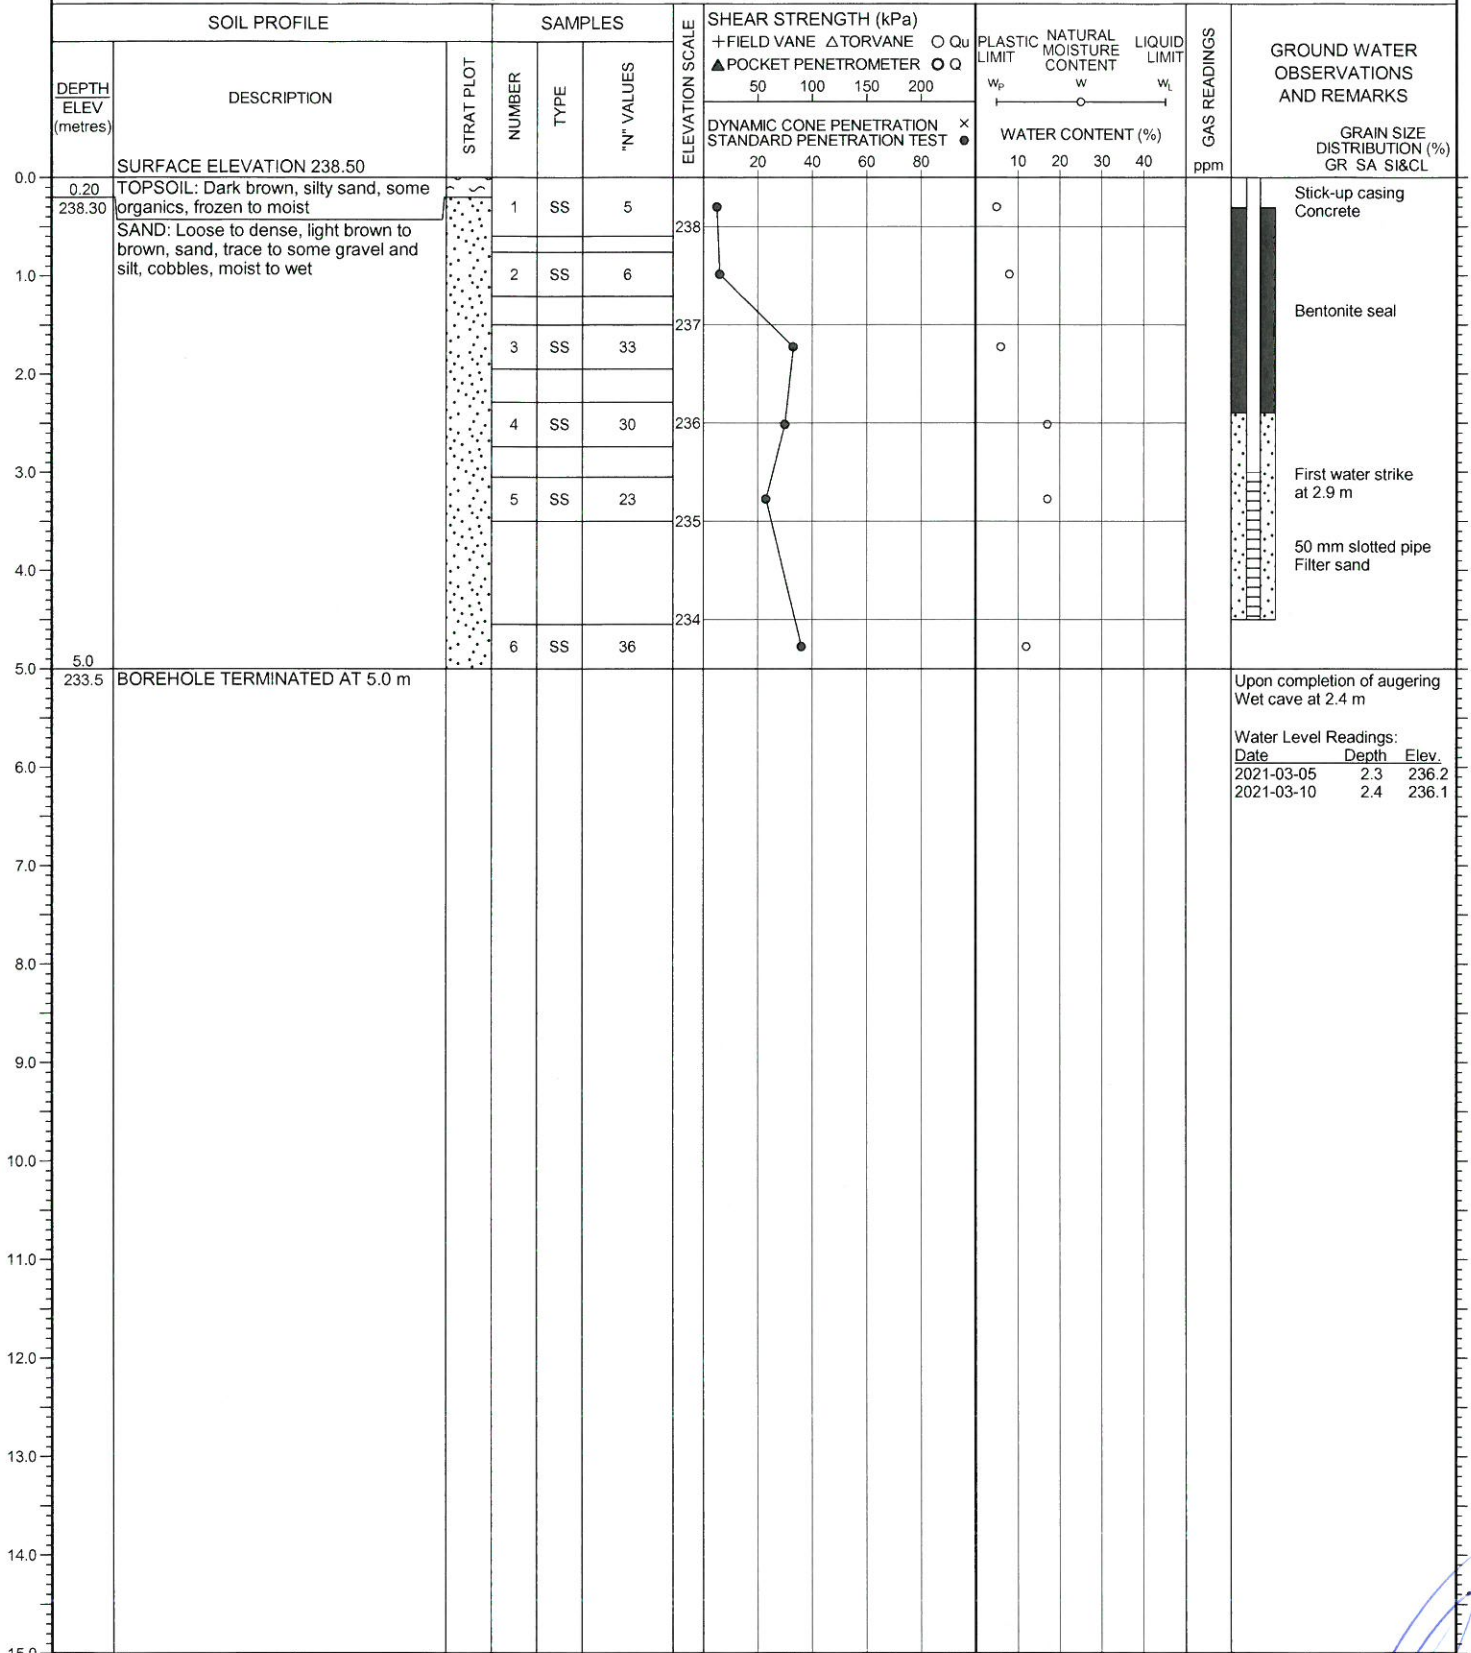 SOIL PROFILE
SAMPLES
DEPTH
ELEV
(metres)
DESCRIPTION
SURFACE ELEVATION 238.50
STRAT PLOT
NUMBER
TYPE
"N" VALUES
ELEVATION SCALE
SHEAR STRENGTH (kPa)
+FIELD VANE △TORVANE ○ Qu
▲POCKET PENETROMETER ○ Q
50 100 150 200
DYNAMIC CONE PENETRATION ×
STANDARD PENETRATION TEST ●
20 40 60 80
PLASTIC LIMIT
NATURAL MOISTURE CONTENT
LIQUID LIMIT
WP W WL
WATER CONTENT (%)
10 20 30 40
GAS READINGS
ppm
GROUND WATER
OBSERVATIONS
AND REMARKS
GRAIN SIZE
DISTRIBUTION (%)
GR SA SI&CL
0.0
0.20
238.30
TOPSOIL: Dark brown, silty sand, some
organics, frozen to moist
SAND: Loose to dense, light brown to
brown, sand, trace to some gravel and
silt, cobbles, moist to wet
1 SS 5
238
Stick-up casing
Concrete
1.0
2 SS 6
237
Bentonite seal
3 SS 33
2.0
4 SS 30
236
3.0
5 SS 23
235
First water strike
at 2.9 m
50 mm slotted pipe
Filter sand
4.0
234
6 SS 36
5.0
5.0
233.5
BOREHOLE TERMINATED AT 5.0 m
Upon completion of augering
Wet cave at 2.4 m
Water Level Readings:
Date Depth Elev.
2021-03-05 2.3 236.2
2021-03-10 2.4 236.1
6.0
7.0
8.0
9.0
10.0
11.0
12.0
13.0
14.0
15.0